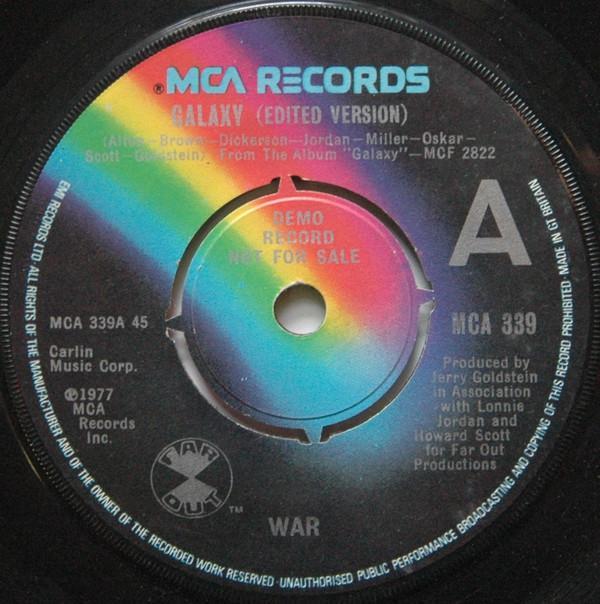 ®MCA RECORDS
GALAXY (EDITED VERSION)
(Allen—Brown—Dickerson—Jordan—Miller—Oskar—
Scott—Goldstein) From The Album "Galaxy"—MCF 2822
DEMO
RECORD
NOT FOR SALE
A
MCA 339A 45
MCA 339
Carlin
Music Corp.
℗1977
MCA
Records
Inc.
Produced by
Jerry Goldstein
in Association
with Lonnie
Jordan and
Howard Scott
for Far Out
Productions
FAR
OUT
TM
WAR
EMI RECORDS LTD ALL RIGHTS OF THE MANUFACTURER AND OF THE OWNER OF THE RECORDED WORK RESERVED · UNAUTHORISED PUBLIC PERFORMANCE BROADCASTING AND COPYING OF THIS RECORD PROHIBITED · MADE IN GT BRITAIN